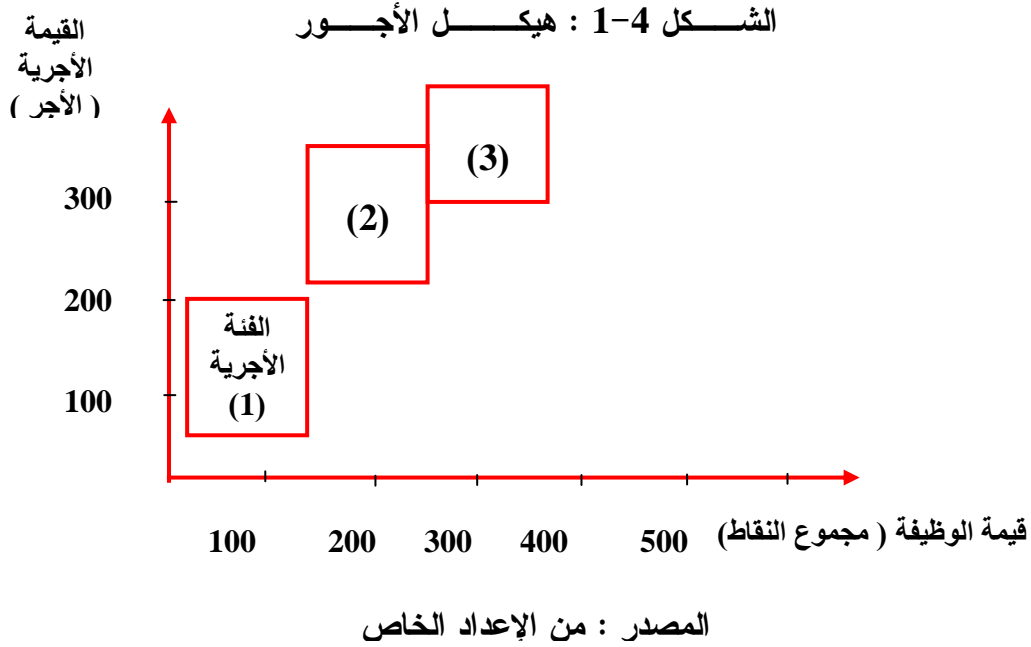 الشـــكل 4-1 : هيكـــــل الأجـــور
القيمة
الأجرية
( الأجر )
300
200
100
(3)
(2)
الفئة
الأجرية
(1)
100 200 300 400 500
قيمة الوظيفة ( مجموع النقاط)
المصدر : من الإعداد الخاص